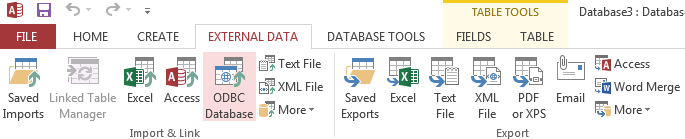 TABLE TOOLS Database3 : Databas
FILE HOME CREATE EXTERNAL DATA DATABASE TOOLS FIELDS TABLE
Saved Imports
Linked Table Manager
Excel
Access
ODBC Database
Text File
XML File
More
Import & Link
Saved Exports
Excel
Text File
XML File
PDF or XPS
Email
Access
Word Merge
More
Export